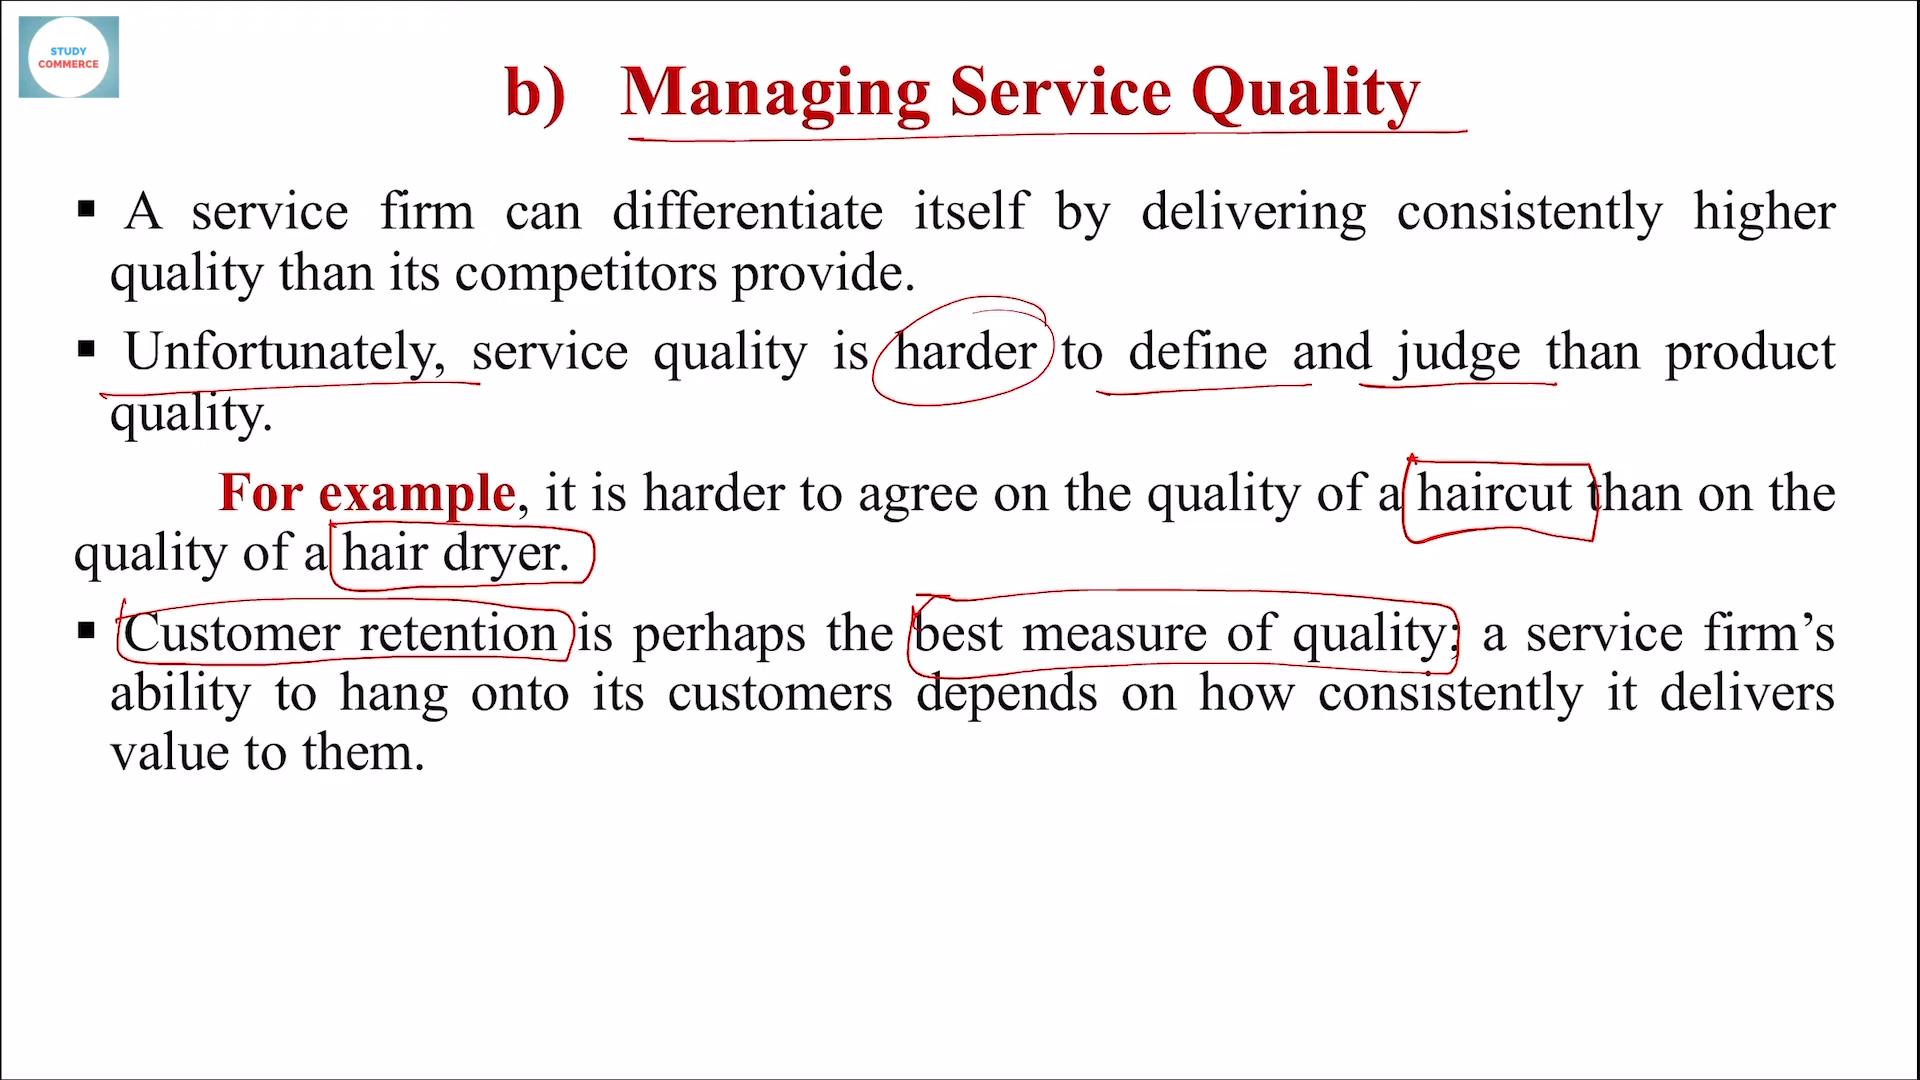 STUDY
COMMERCE
b) Managing Service Quality
▪ A service firm can differentiate itself by delivering consistently higher
quality than its competitors provide.
▪ Unfortunately, service quality is harder to define and judge than product
quality.
For example, it is harder to agree on the quality of a haircut than on the
quality of a hair dryer.
▪ Customer retention is perhaps the best measure of quality; a service firm’s
ability to hang onto its customers depends on how consistently it delivers
value to them.